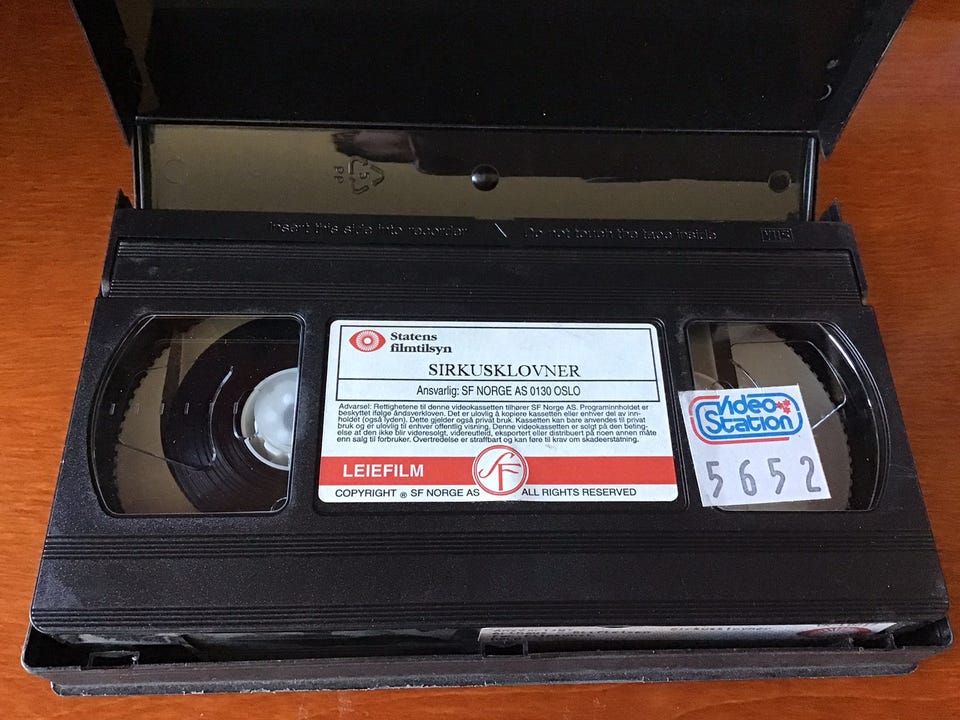 5
PP
Insert this side into recorder
Do not touch the tape inside
VHS
Statens
filmtilsyn
SIRKUSKLOVNER
Ansvarlig: SF NORGE AS 0130 OSLO
Advarsel: Rettighetene til denne videokassetten tilhører SF Norge AS. Programinnholdet er
beskyttet ifølge åndsverkloven. Det er ulovlig å kopiere kassetten eller enhver del av inn-
holdet (også lyden). Dette gjelder også privat bruk. Kassetten kan bare anvendes til privat
bruk og er ulovlig til enhver offentlig visning. Denne videokassetten er solgt på den beting-
else at den ikke blir videresolgt, videreutleid, eksportert eller distribuert på noen annen måte
enn salg til forbruker. Overtredelse er straffbart og kan føre til krav om skadeerstatning.
LEIEFILM
SF
COPYRIGHT ® SF NORGE AS
ALL RIGHTS RESERVED
Video
Station
5652